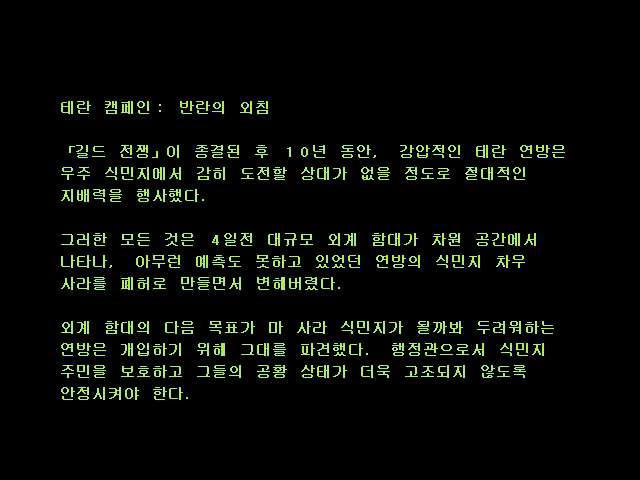 테란 캠페인 : 반란의 외침
「길드 전쟁」이 종결된 후 10년 동안, 강압적인 테란 연방은
우주 식민지에서 감히 도전할 상대가 없을 정도로 절대적인
지배력을 행사했다.
그러한 모든 것은 4일전 대규모 외계 함대가 차원 공간에서
나타나, 아무런 예측도 못하고 있었던 연방의 식민지 차우
사라를 폐허로 만들면서 변해버렸다.
외계 함대의 다음 목표가 마 사라 식민지가 될까봐 두려워하는
연방은 개입하기 위해 그대를 파견했다. 행정관으로서 식민지
주민을 보호하고 그들의 공황 상태가 더욱 고조되지 않도록
안정시켜야 한다.